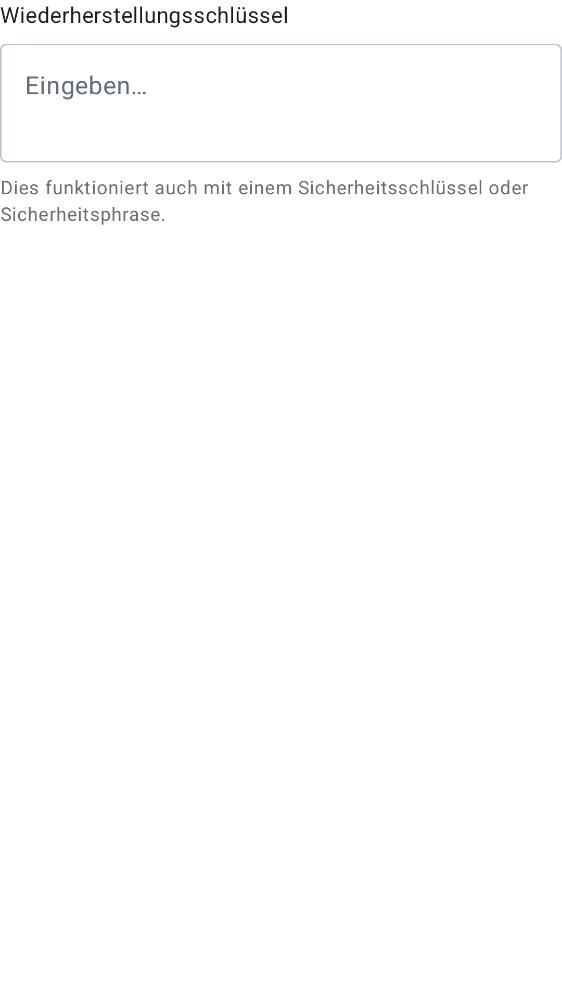 Wiederherstellungsschlüssel
Eingeben…
Dies funktioniert auch mit einem Sicherheitsschlüssel oder
Sicherheitsphrase.